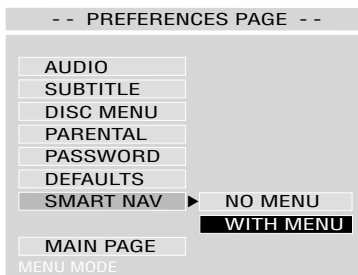 - - PREFERENCES PAGE - -
AUDIO
SUBTITLE
DISC MENU
PARENTAL
PASSWORD
DEFAULTS
SMART NAV
NO MENU
WITH MENU
MAIN PAGE
MENU MODE